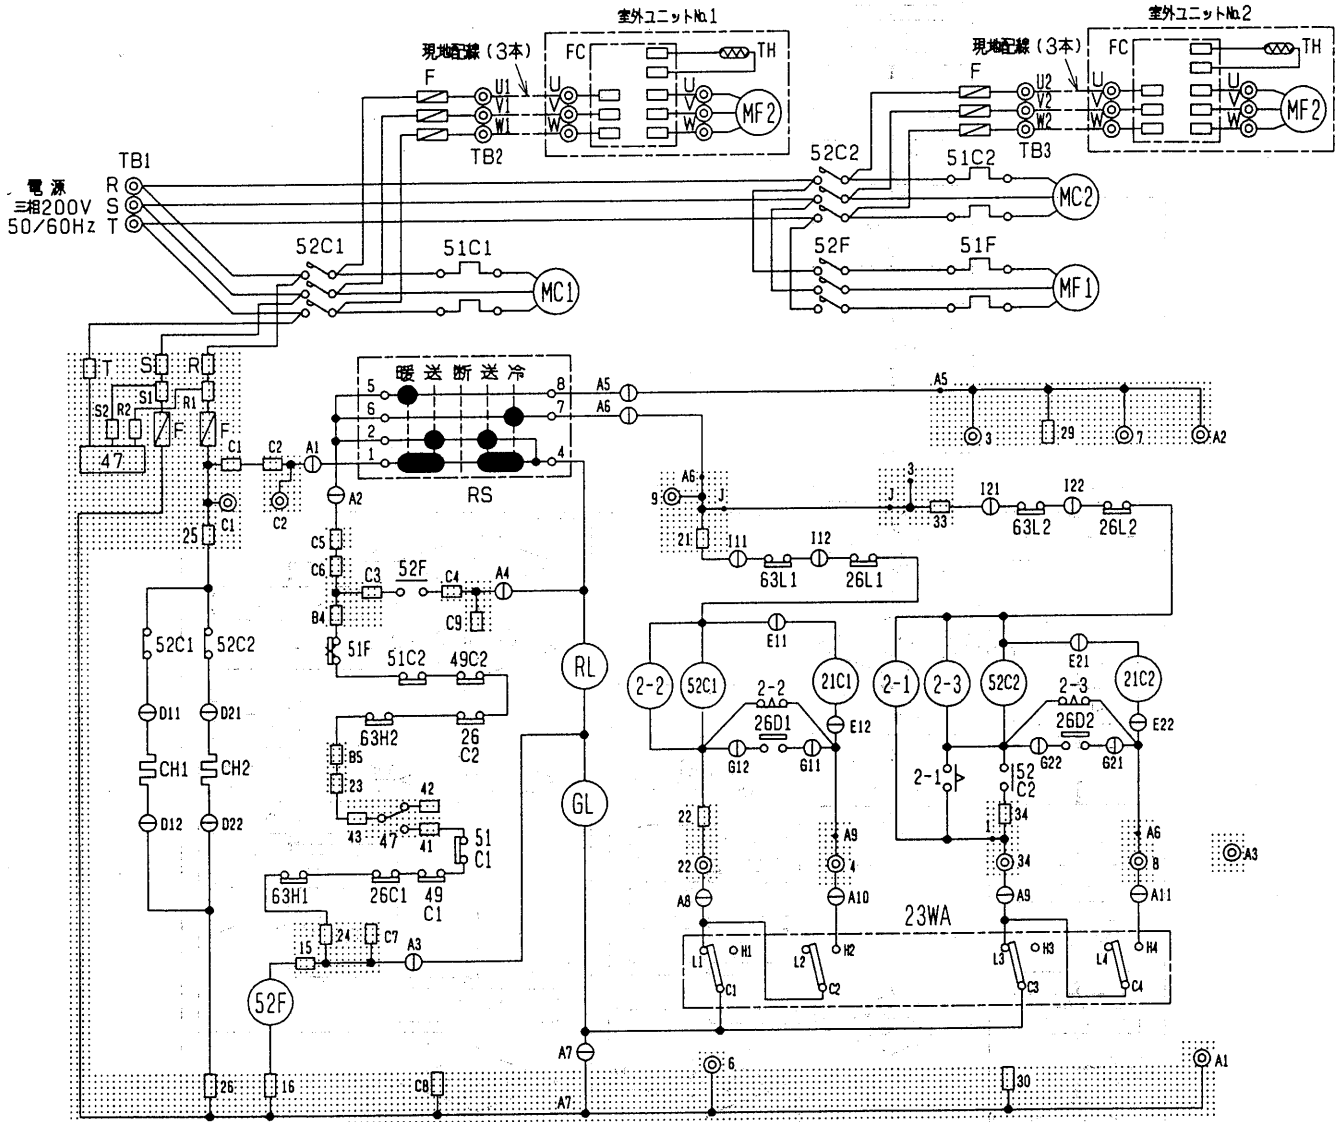 室外ユニット№1
室外ユニット№2
現地配線(3本)
FC
TH
現地配線(3本)
FC
TH
F
U1
V1
W1
U
V
W
U
V
W
MF2
TB2
F
U2
V2
W2
U
V
W
U
V
W
MF2
TB3
TB1
電源
三相200V
50/60Hz
R
S
T
52C2
51C2
MC2
52C1
51C1
MC1
52F
51F
MF1
T
S
R
S2
R2
S1
R1
F
F
47
C1
C2
A1
C1
C2
25
暖 送 断 送 冷
5
6
2
1
8
7
4
RS
A5
A6
A5
3
29
7
A2
A2
C5
C6
C3
52F
C4
A4
B4
C9
51F
51C2
49C2
63H2
26
C2
B5
23
42
43
47
41
51
C1
63H1
26C1
49
C1
24
C7
15
A3
52F
52C1
52C2
D11
D21
CH1
CH2
D12
D22
26
16
C8
RL
GL
A7
A7
A6
9
J
J
3
33
I21
63L2
I22
26L2
21
I11
63L1
I12
26L1
E11
2-2
52C1
21C1
2-2
26D1
E12
G12
G11
22
22
A8
A9
4
A10
2-1
2-3
52C2
E21
21C2
2-3
26D2
E22
G22
G21
2-1
52
C2
34
1
34
A9
A6
8
A11
A3
23WA
L1
H1
C1
L2
H2
C2
L3
H3
C3
L4
H4
C4
6
30
A1